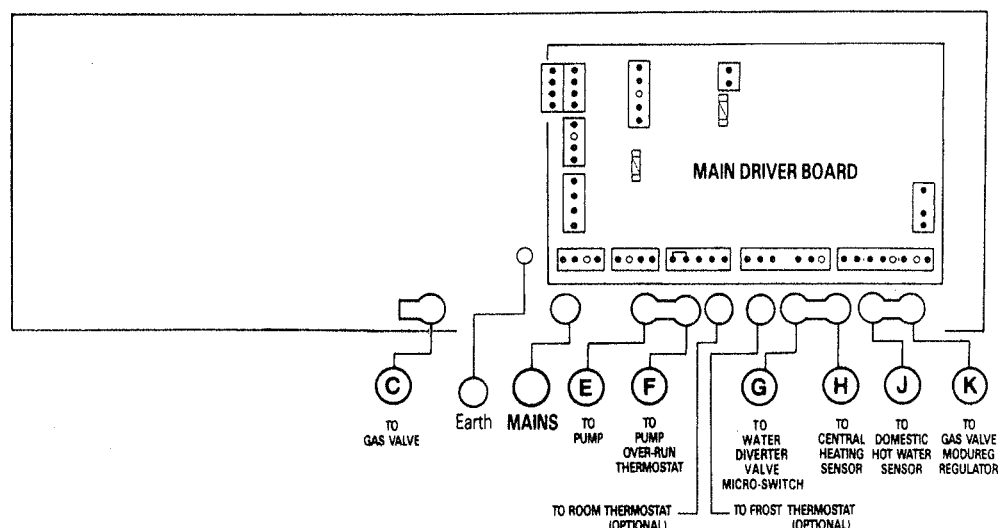 MAIN DRIVER BOARD
C
Earth
MAINS
E
F
G
H
J
K
TO
GAS VALVE
TO
PUMP
TO
PUMP
OVER-RUN
THERMOSTAT
TO
WATER
DIVERTER
VALVE
MICRO-SWITCH
TO
CENTRAL
HEATING
SENSOR
TO
DOMESTIC
HOT WATER
SENSOR
TO
GAS VALVE
MODUREG
REGULATOR
TO ROOM THERMOSTAT
(OPTIONAL)
TO FROST THERMOSTAT
(OPTIONAL)